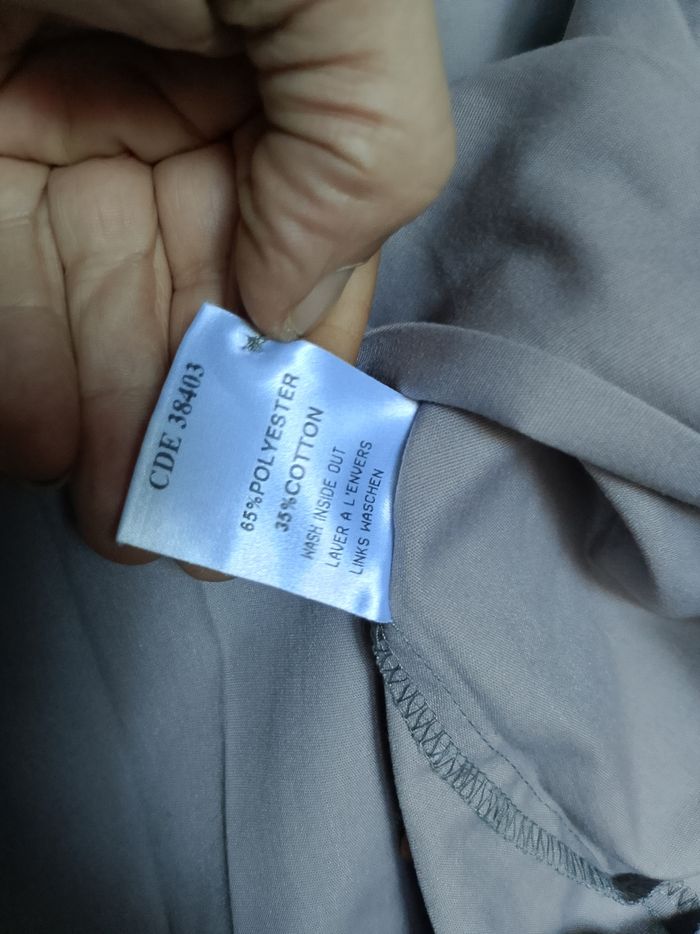 CDE 38403
65%POLYESTER
35%COTTON
WASH INSIDE OUT
LAVER A L'ENVERS
LINKS WASCHEN